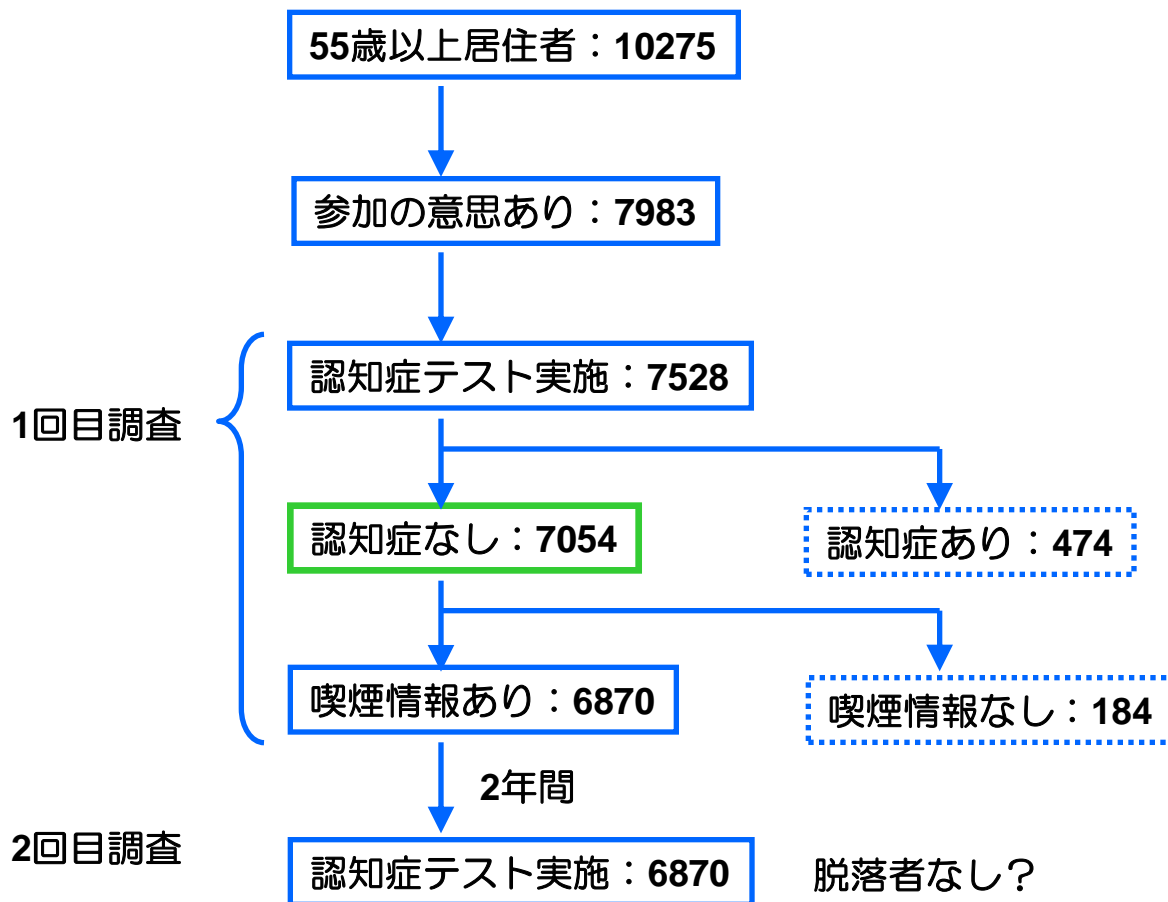 55歳以上居住者：10275
参加の意思あり：7983
認知症テスト実施：7528
1回目調査
認知症なし：7054
認知症あり：474
喫煙情報あり：6870
喫煙情報なし：184
2年間
2回目調査
認知症テスト実施：6870
脱落者なし？